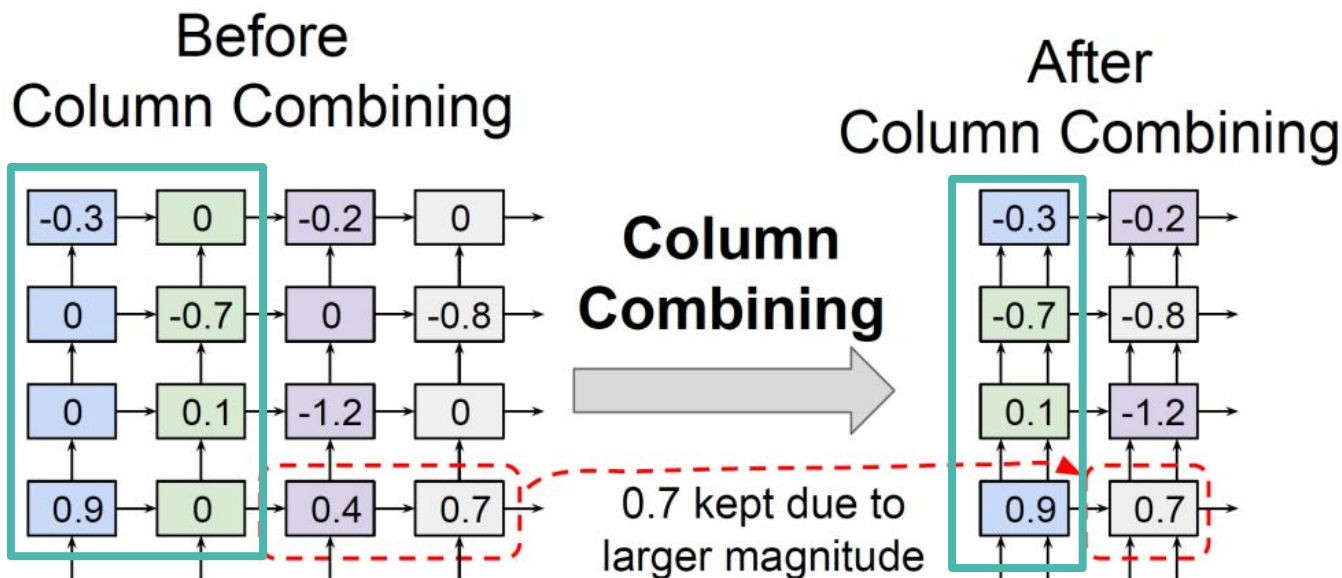 Before
Column Combining
After
Column Combining
-0.3 0 -0.2 0
0 -0.7 0 -0.8
0 0.1 -1.2 0
0.9 0 0.4 0.7
Column
Combining
0.7 kept due to
larger magnitude
-0.3 -0.2
-0.7 -0.8
0.1 -1.2
0.9 0.7